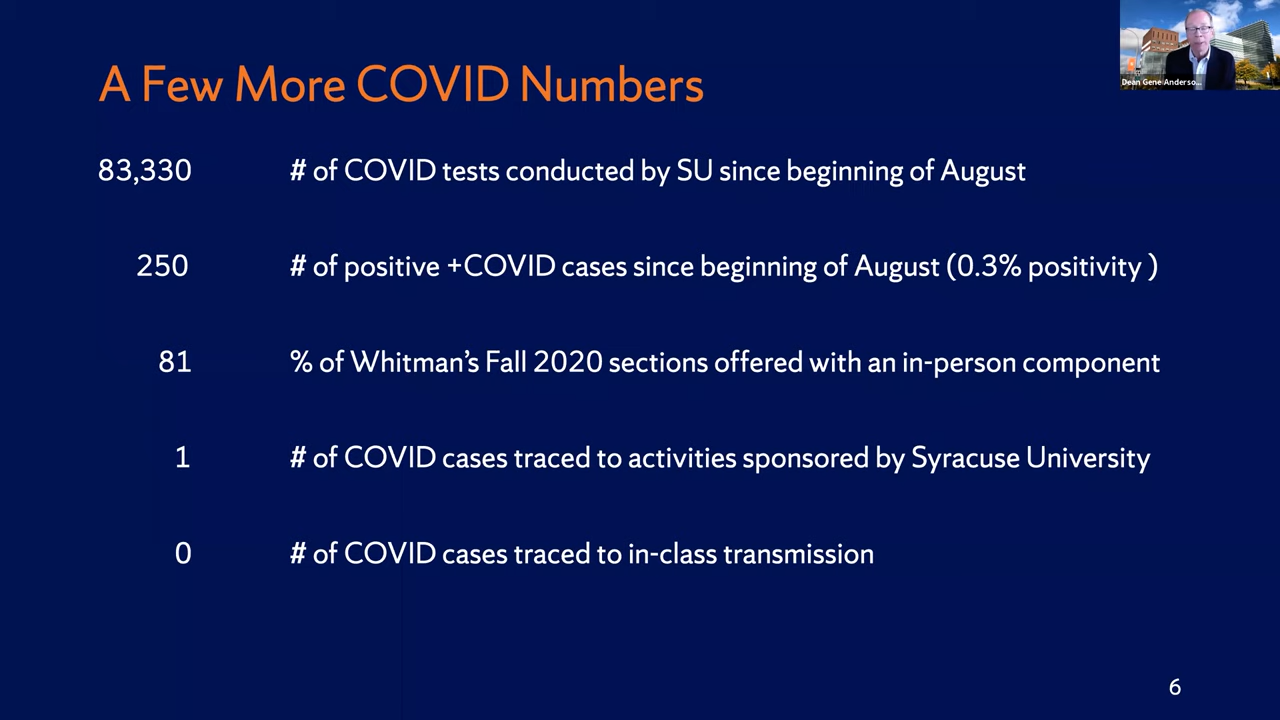 Dean Gene Anderso...
A Few More COVID Numbers
83,330 # of COVID tests conducted by SU since beginning of August
250 # of positive +COVID cases since beginning of August (0.3% positivity )
81 % of Whitman’s Fall 2020 sections offered with an in-person component
1 # of COVID cases traced to activities sponsored by Syracuse University
0 # of COVID cases traced to in-class transmission
6